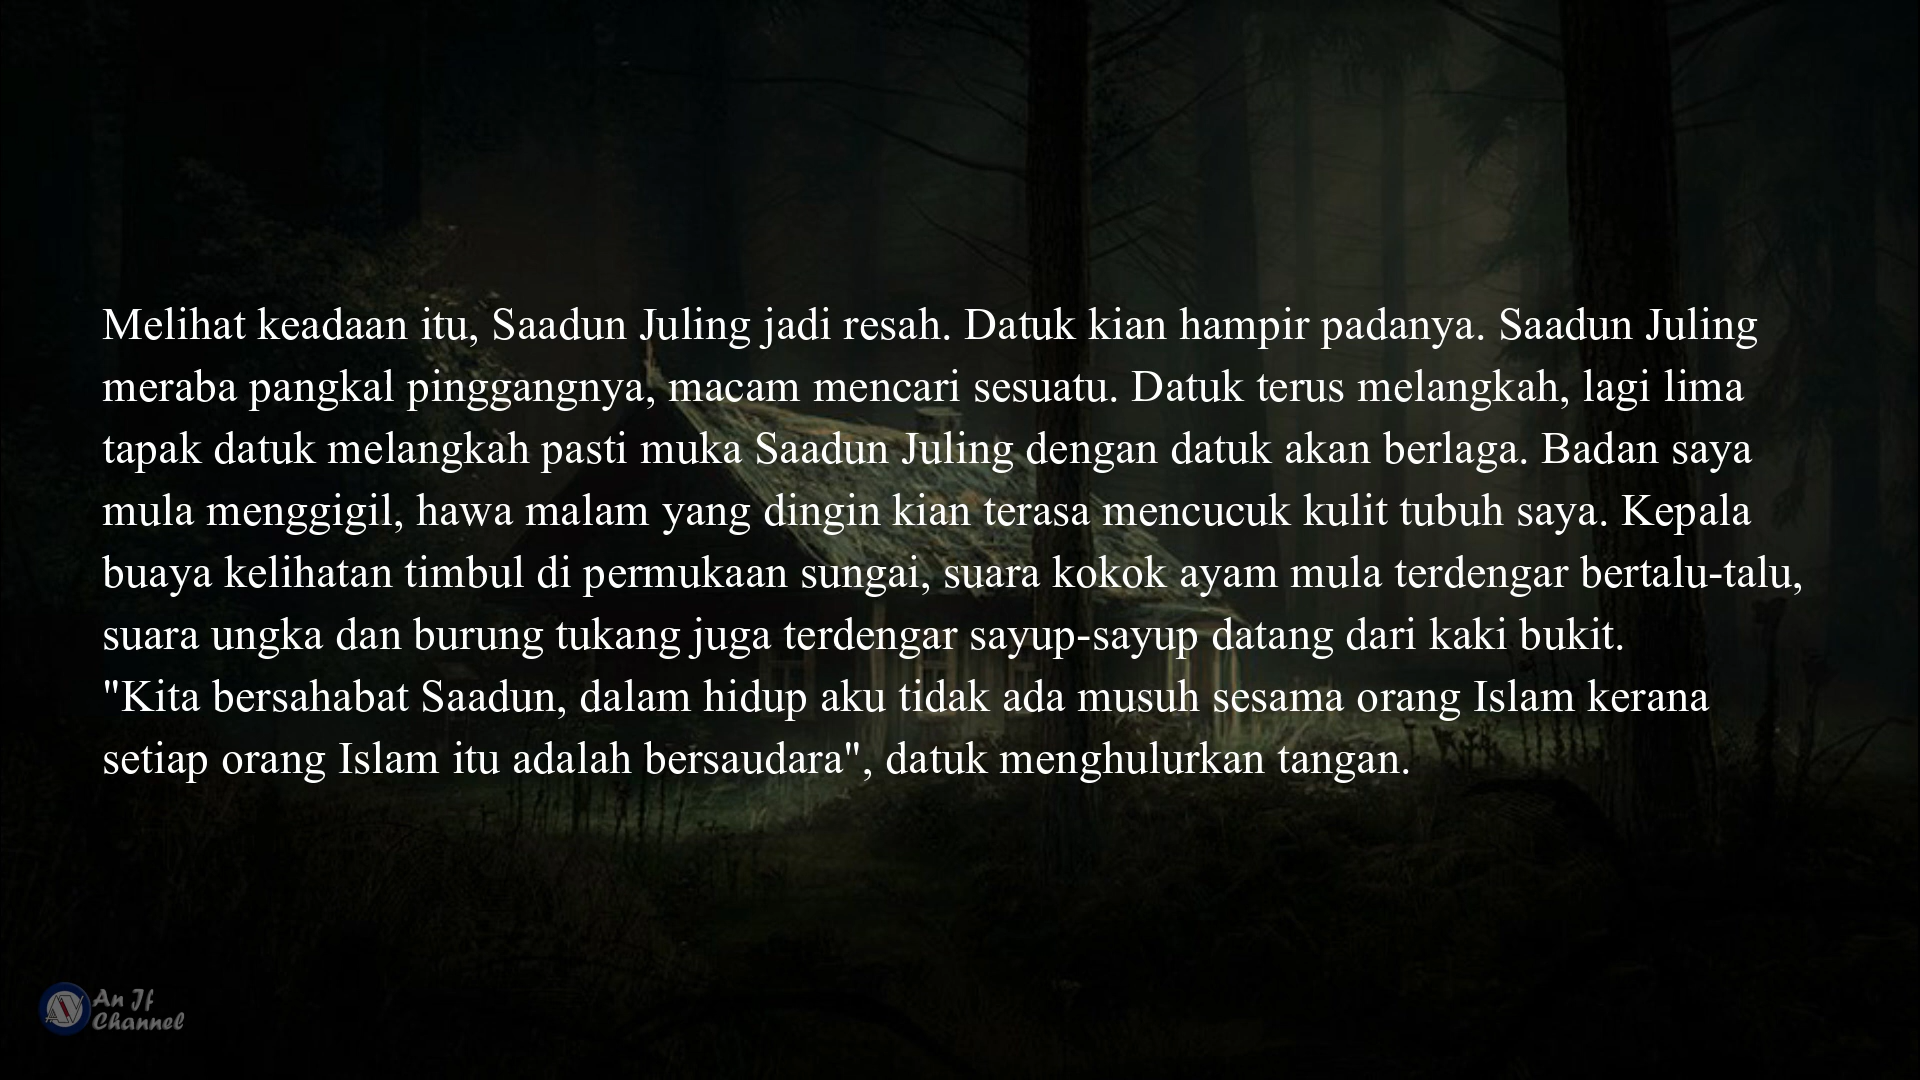 Melihat keadaan itu, Saadun Juling jadi resah. Datuk kian hampir padanya. Saadun Juling
meraba pangkal pinggangnya, macam mencari sesuatu. Datuk terus melangkah, lagi lima
tapak datuk melangkah pasti muka Saadun Juling dengan datuk akan berlaga. Badan saya
mula menggigil, hawa malam yang dingin kian terasa mencucuk kulit tubuh saya. Kepala
buaya kelihatan timbul di permukaan sungai, suara kokok ayam mula terdengar bertalu-talu,
suara ungka dan burung tukang juga terdengar sayup-sayup datang dari kaki bukit.
"Kita bersahabat Saadun, dalam hidup aku tidak ada musuh sesama orang Islam kerana
setiap orang Islam itu adalah bersaudara", datuk menghulurkan tangan.
An If
Channel